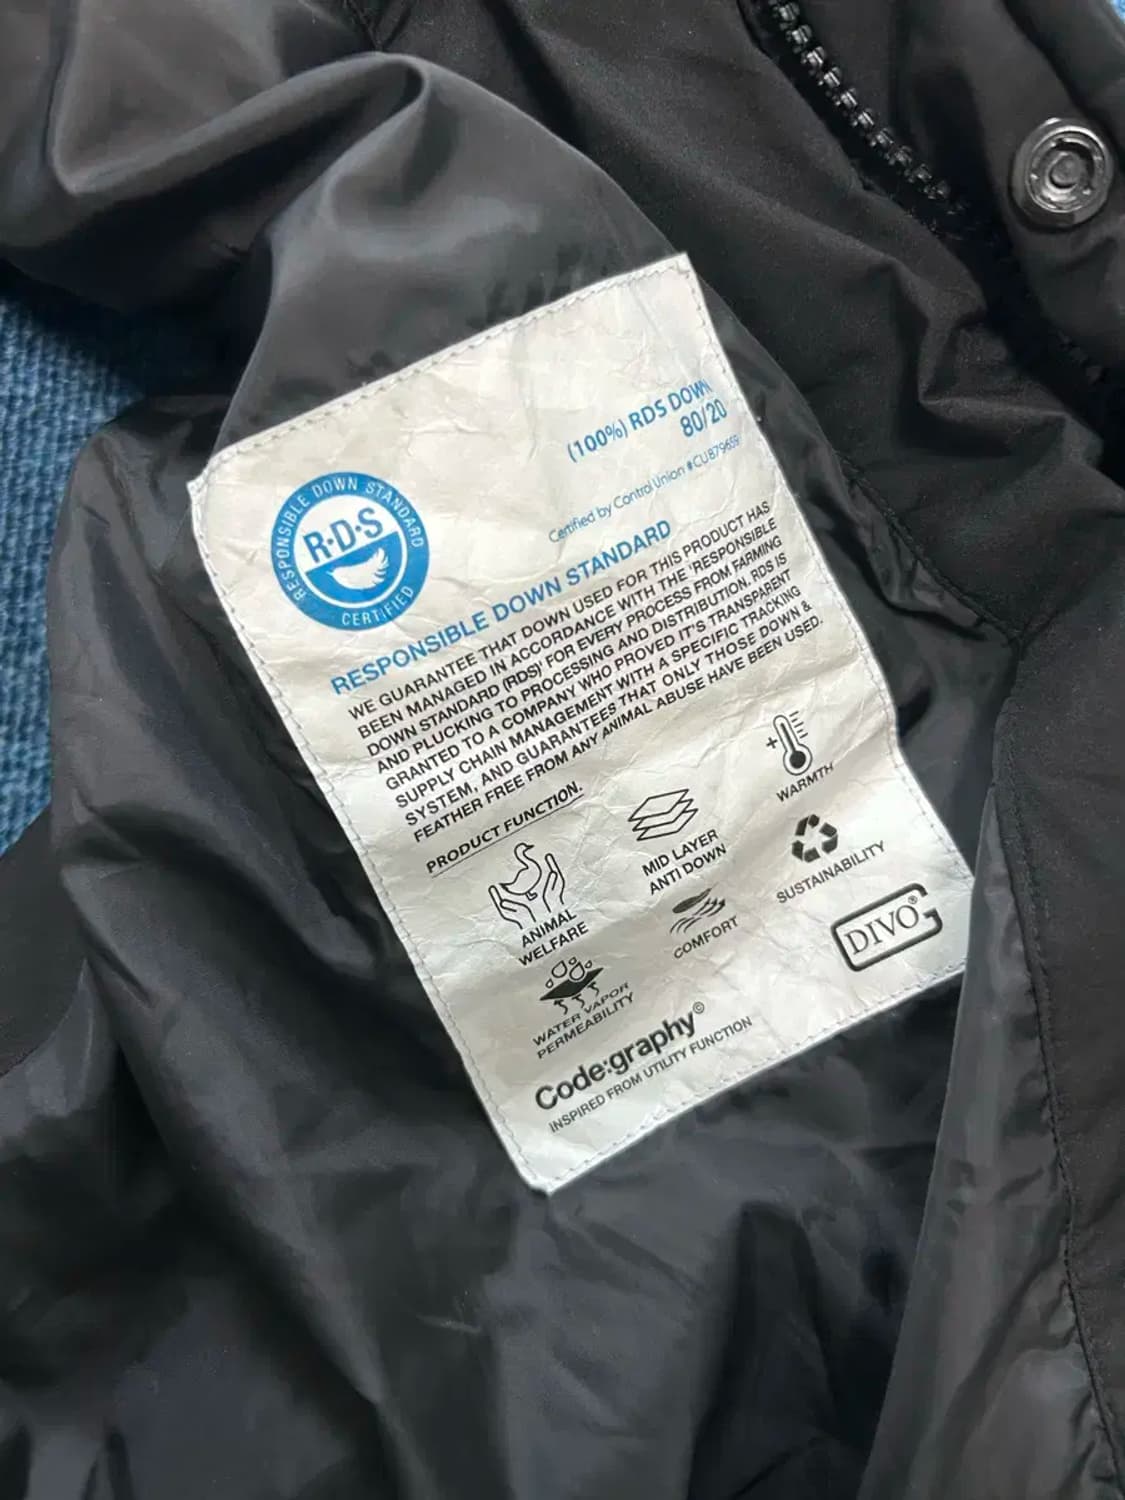 (100%) RDS DOWN
80/20
Certified by Control Union #CU879659
RESPONSIBLE DOWN STANDARD
R·D·S
CERTIFIED
RESPONSIBLE DOWN STANDARD
WE GUARANTEE THAT DOWN USED FOR THIS PRODUCT HAS
BEEN MANAGED IN ACCORDANCE WITH THE 'RESPONSIBLE
DOWN STANDARD (RDS)' FOR EVERY PROCESS FROM FARMING
AND PLUCKING TO PROCESSING AND DISTRIBUTION. RDS IS
GRANTED TO A COMPANY WHO PROVED IT'S TRANSPARENT
SUPPLY CHAIN MANAGEMENT WITH A SPECIFIC TRACKING
SYSTEM, AND GUARANTEES THAT ONLY THOSE DOWN &
FEATHER FREE FROM ANY ANIMAL ABUSE HAVE BEEN USED.
PRODUCT FUNCTION.
ANIMAL
WELFARE
MID LAYER
ANTI DOWN
WARMTH
WATER VAPOR
PERMEABILITY
COMFORT
SUSTAINABILITY
DIVO®
Code:graphy©
INSPIRED FROM UTILITY FUNCTION